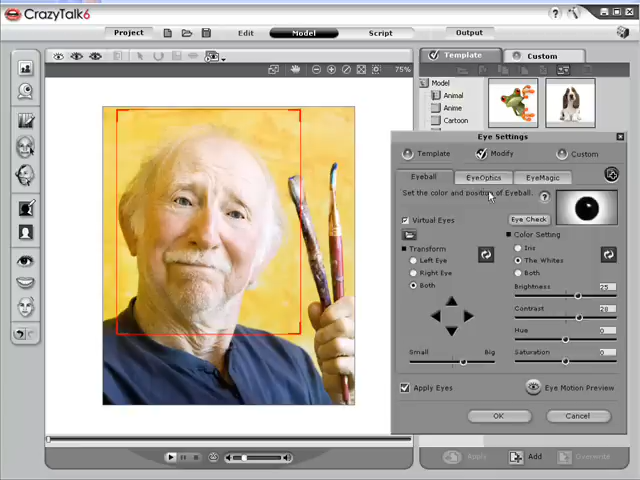 CrazyTalk6
Project
Edit
Model
Script
Output
75%
Template
Custom
Model
Animal
Anime
Cartoon
Eye Settings
Template
Modify
Custom
Eyeball
EyeOptics
EyeMagic
Set the color and position of Eyeball.
Virtual Eyes
Eye Check
Transform
Left Eye
Right Eye
Both
Small
Big
Color Setting
Iris
The Whites
Both
Brightness
25
Contrast
28
Hue
0
Saturation
0
Apply Eyes
Eye Motion Preview
OK
Cancel
Apply
Add
Overwrite